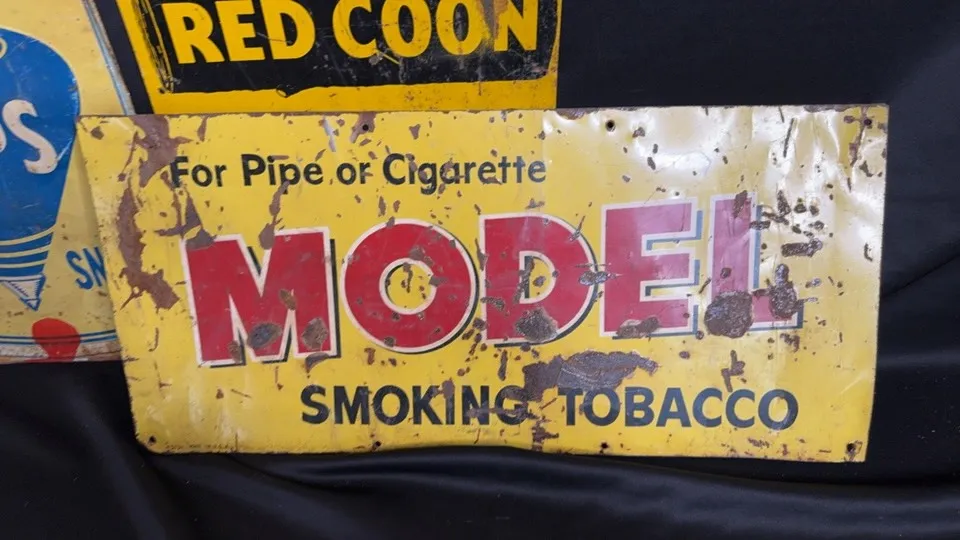 RED COON
For Pipe or Cigarette
MODEL
SMOKING TOBACCO